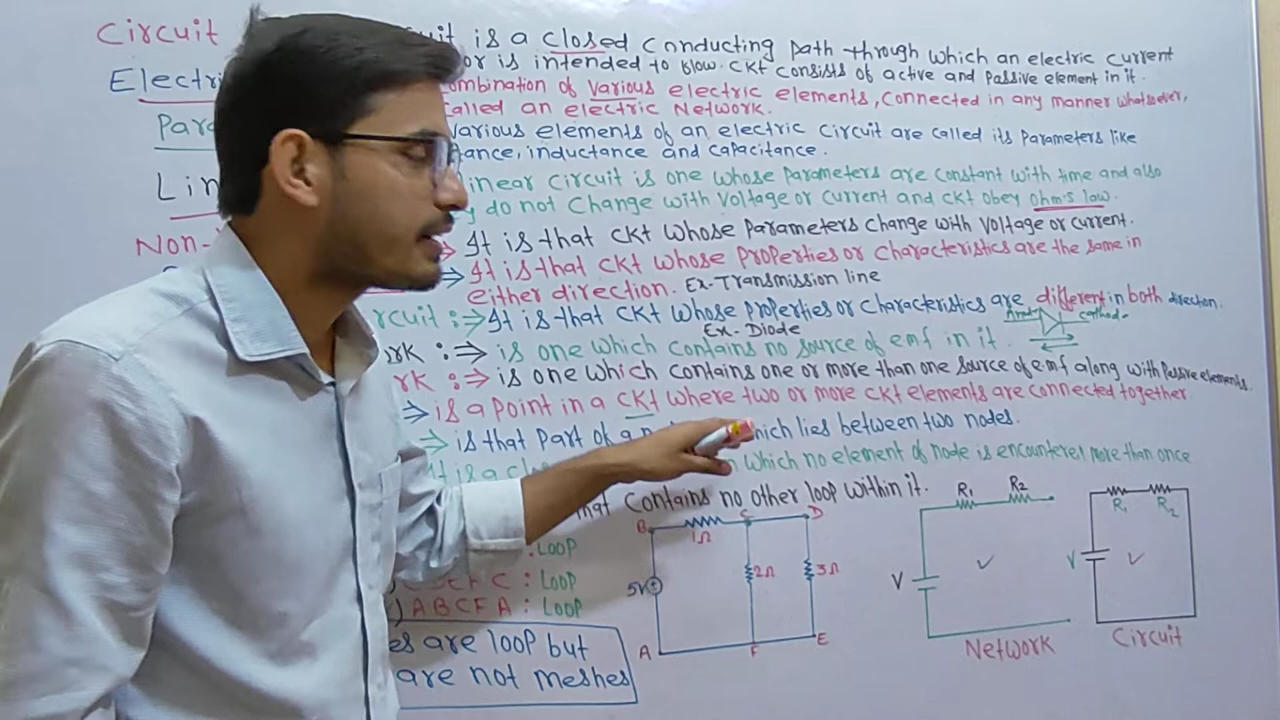 Circuit uit is a closed conducting path through which an electric current
or is intended to flow. CKt consists of active and passive element in it.
Electri ombination of various electric elements, connected in any manner whatsoever,
called an electric Network.
Para various elements of an electric circuit are called its parameters like
tance, inductance and capacitance.
Lin inear circuit is one whose parameters are constant with time and also
y do not change with voltage or current and ckt obey ohm's law.
Non- It is that CKt whose parameters change with voltage or current.
⇒ It is that CKt whose properties or characteristics are the same in
either direction. Ex-Transmission line
rcuit :⇒ It is that CKt whose properties or characteristics are different in both direction.
Ex-Diode
cathode
rk :⇒ is one which contains no source of emf in it.
rk :⇒ is one which contains one or more than one source of emf along with passive elements.
⇒ is a point in a CKt where two or more CKt elements are connected together
⇒ is that part of a n which lies between two nodes.
It is a clo which no element of node is encountered more than once
that contains no other loop within it.
: LOOP
C D E F C : LOOP
) A B C F A : LOOP
es are loop but
are not meshes
B 1Ω C D
5V 2Ω 3Ω
A F E
R1 R2
V ✓
Network
R1 R2
V ✓
Circuit